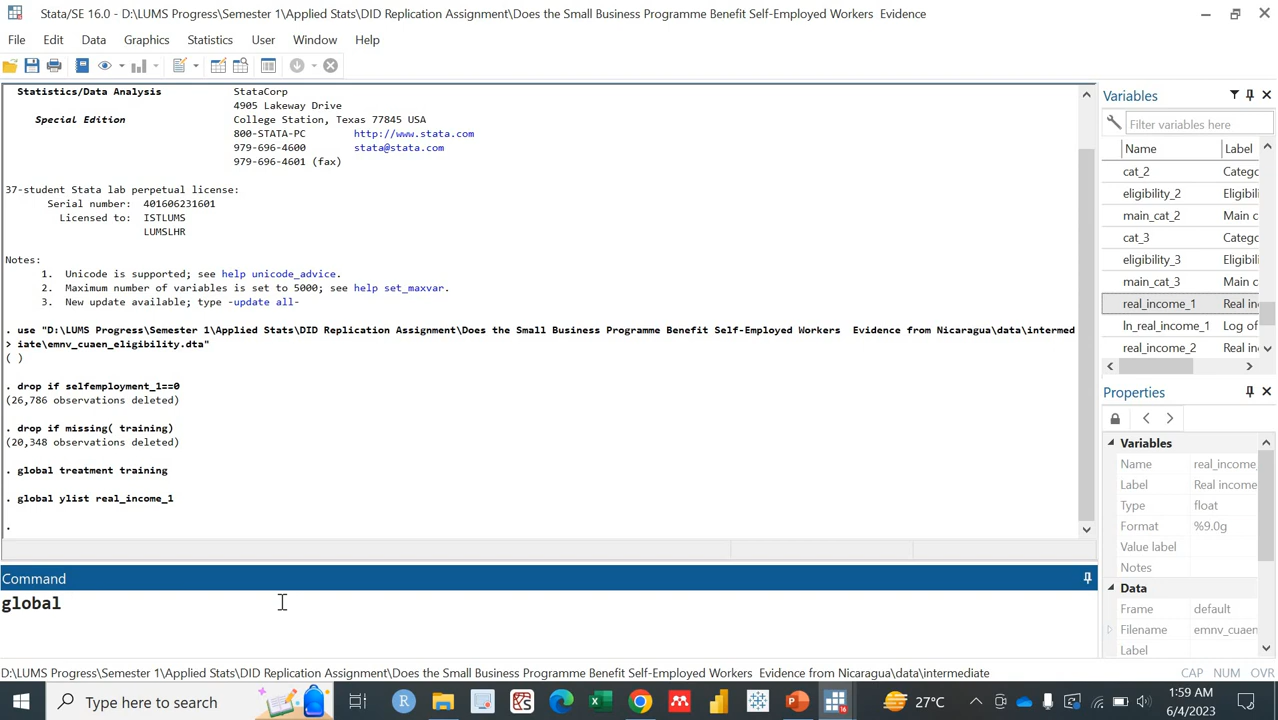 Stata/SE 16.0 - D:\LUMS Progress\Semester 1\Applied Stats\DID Replication Assignment\Does the Small Business Programme Benefit Self-Employed Workers  Evidence
File Edit Data Graphics Statistics User Window Help
Statistics/Data Analysis StataCorp
4905 Lakeway Drive
Special Edition College Station, Texas 77845 USA
800-STATA-PC http://www.stata.com
979-696-4600 stata@stata.com
979-696-4601 (fax)
37-student Stata lab perpetual license:
Serial number: 401606231601
Licensed to: ISTLUMS
LUMSLHR
Notes:
1. Unicode is supported; see help unicode_advice.
2. Maximum number of variables is set to 5000; see help set_maxvar.
3. New update available; type -update all-
. use "D:\LUMS Progress\Semester 1\Applied Stats\DID Replication Assignment\Does the Small Business Programme Benefit Self-Employed Workers  Evidence from Nicaragua\data\intermed
> iate\emnv_cuaen_eligibility.dta"
( )
. drop if selfemployment_1==0
(26,786 observations deleted)
. drop if missing( training)
(20,348 observations deleted)
. global treatment training
. global ylist real_income_1
.
Command
global
Variables
Filter variables here
Name Label
cat_2 Catego
eligibility_2 Eligibili
main_cat_2 Main c
cat_3 Catego
eligibility_3 Eligibili
main_cat_3 Main c
real_income_1 Real in
ln_real_income_1 Log of
real_income_2 Real in
Properties
Variables
Name real_income_
Label Real income
Type float
Format %9.0g
Value label
Notes
Data
Frame default
Filename emnv_cuaen
Label
D:\LUMS Progress\Semester 1\Applied Stats\DID Replication Assignment\Does the Small Business Programme Benefit Self-Employed Workers  Evidence from Nicaragua\data\intermediate
CAP NUM OVR
Type here to search
27°C
1:59 AM
6/4/2023